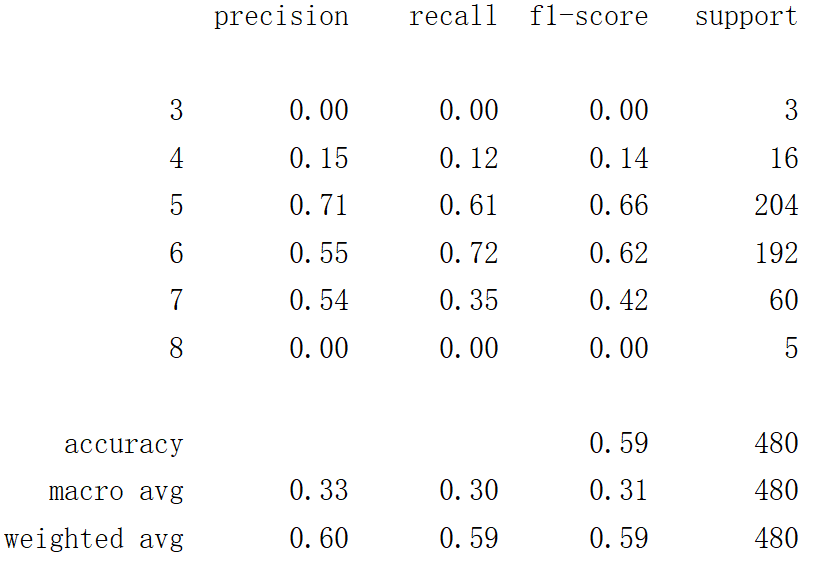 precision recall f1-score support
3 0.00 0.00 0.00 3
4 0.15 0.12 0.14 16
5 0.71 0.61 0.66 204
6 0.55 0.72 0.62 192
7 0.54 0.35 0.42 60
8 0.00 0.00 0.00 5
accuracy 0.59 480
macro avg 0.33 0.30 0.31 480
weighted avg 0.60 0.59 0.59 480